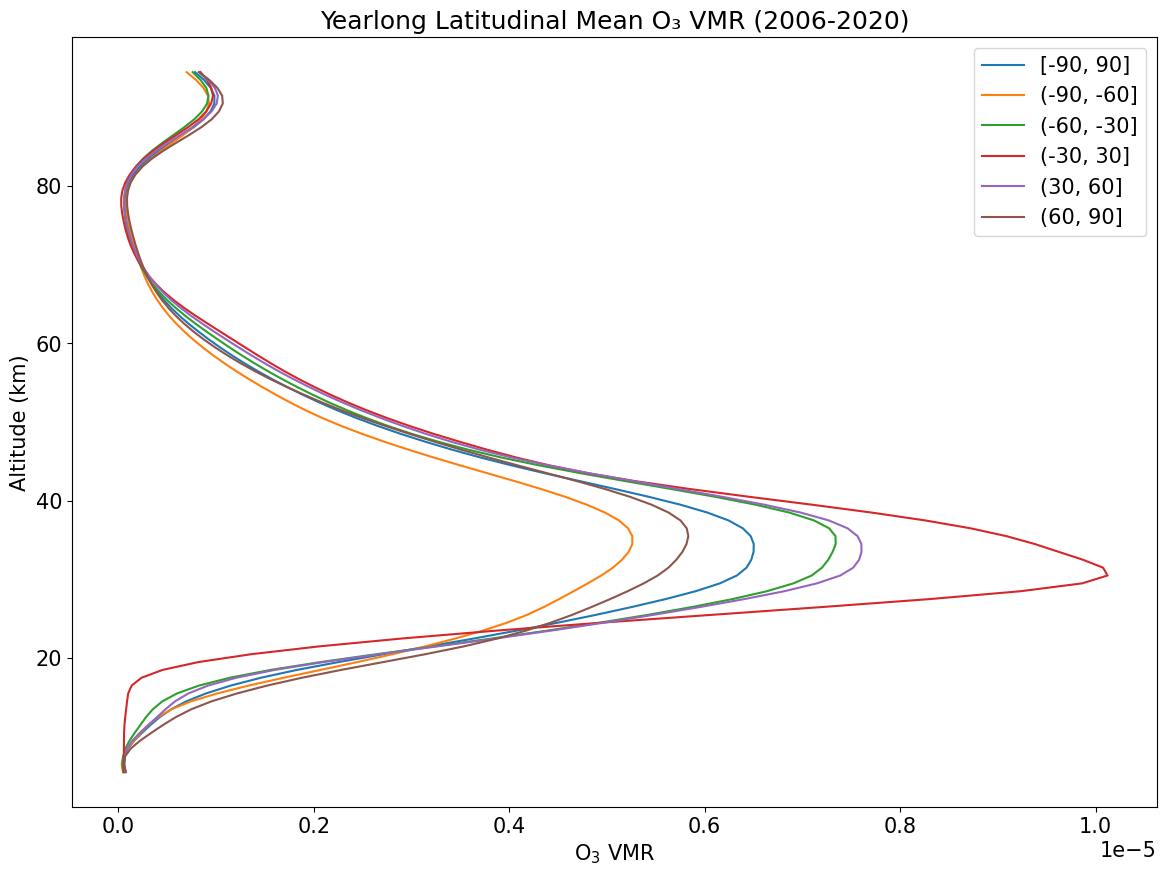 Yearlong Latitudinal Mean O₃ VMR (2006-2020)
[-90, 90]
(-90, -60]
(-60, -30]
(-30, 30]
(30, 60]
(60, 90]
80
60
40
20
Altitude (km)
0.0 0.2 0.4 0.6 0.8 1.0
1e−5
O₃ VMR